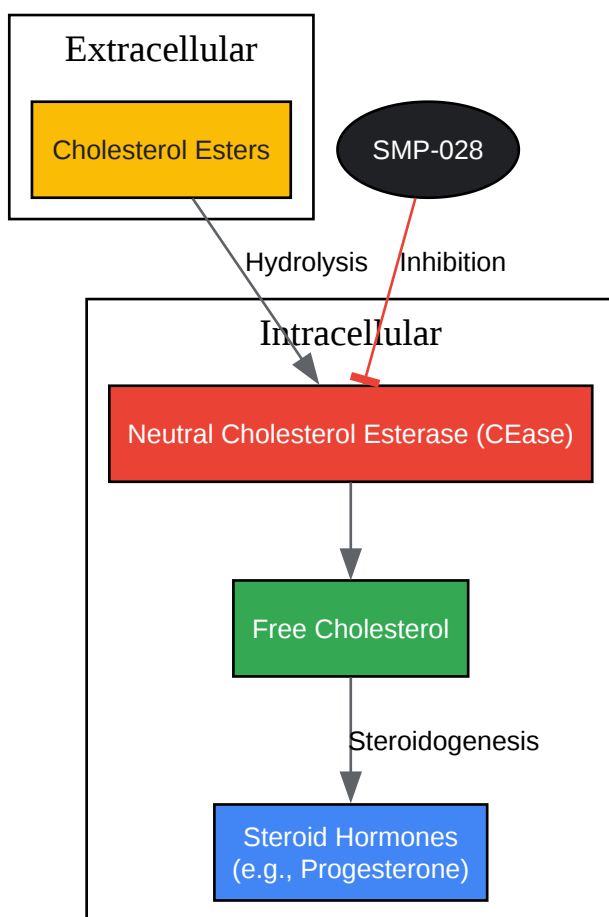 Extracellular
Cholesterol Esters
SMP-028
Hydrolysis
Inhibition
Intracellular
Neutral Cholesterol Esterase (CEase)
Free Cholesterol
Steroidogenesis
Steroid Hormones
(e.g., Progesterone)